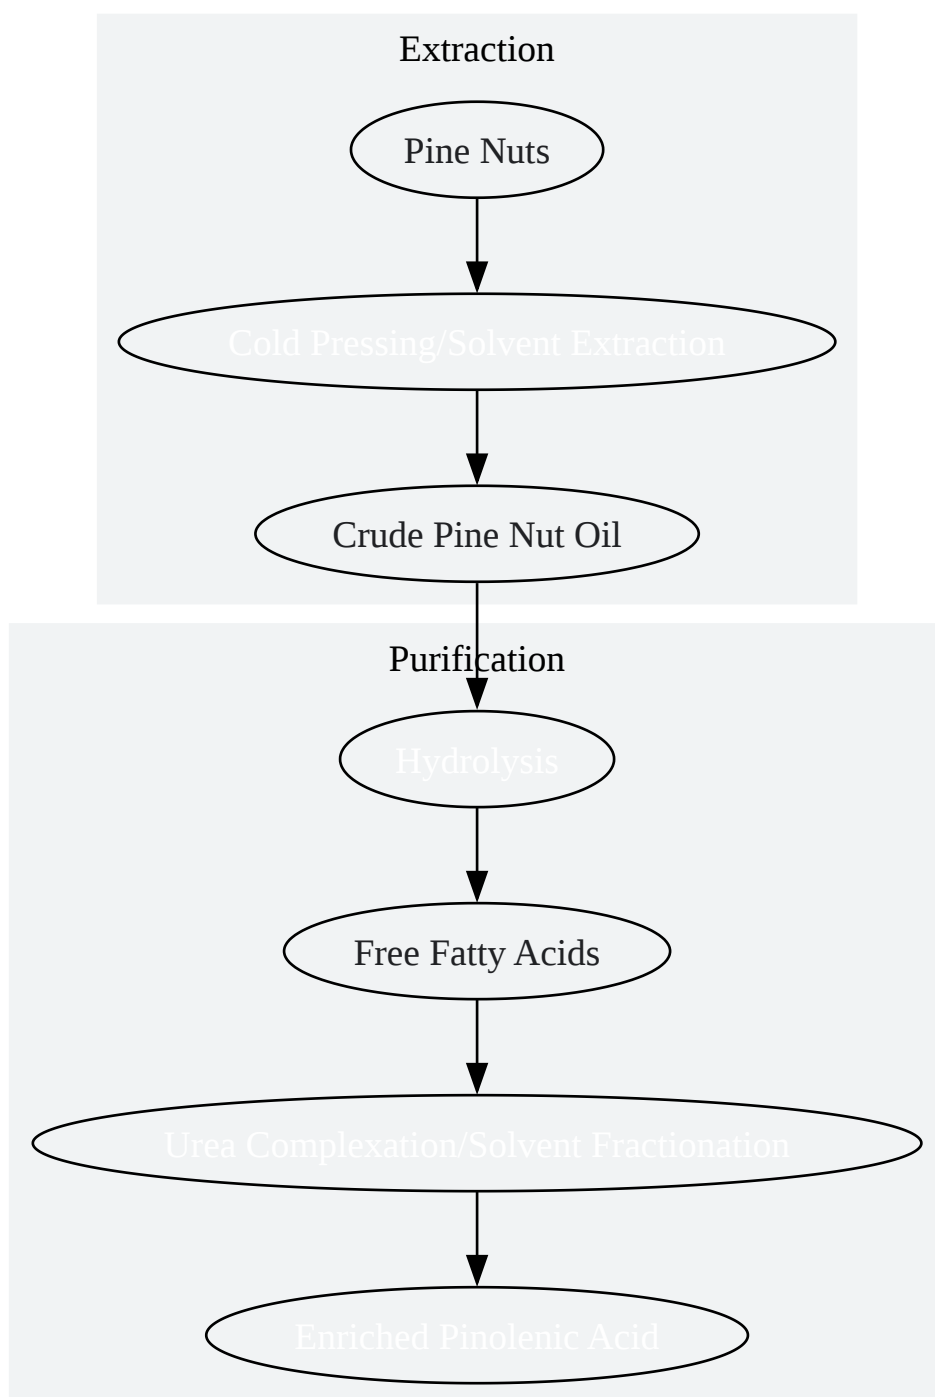 Extraction
Pine Nuts
Cold Pressing/Solvent Extraction
Crude Pine Nut Oil
Purification
Hydrolysis
Free Fatty Acids
Urea Complexation/Solvent Fractionation
Enriched Pinolenic Acid